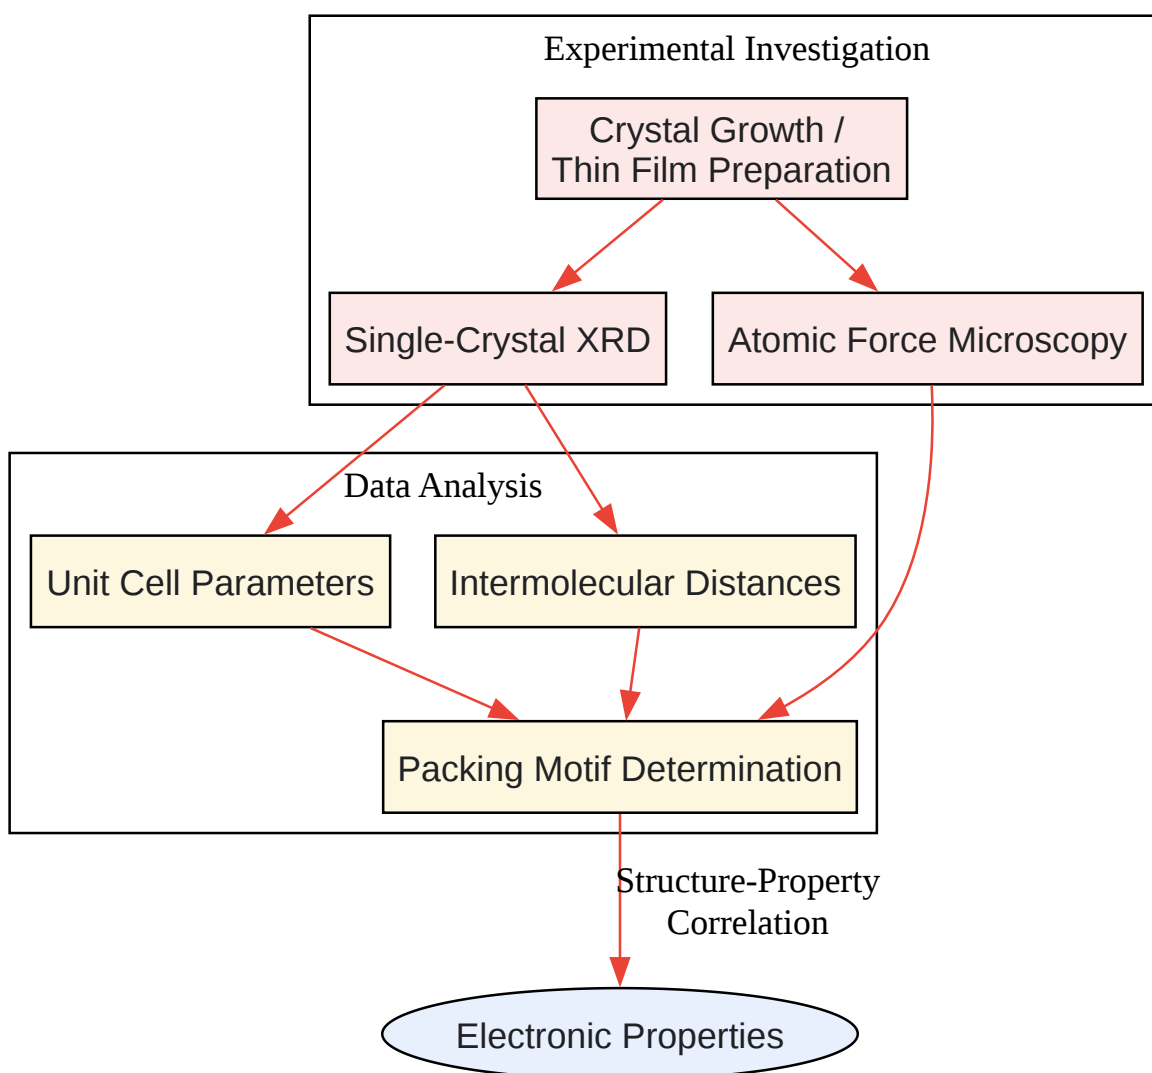 Experimental Investigation
Crystal Growth /
Thin Film Preparation
Single-Crystal XRD
Atomic Force Microscopy
Data Analysis
Unit Cell Parameters
Intermolecular Distances
Packing Motif Determination
Structure-Property
Correlation
Electronic Properties